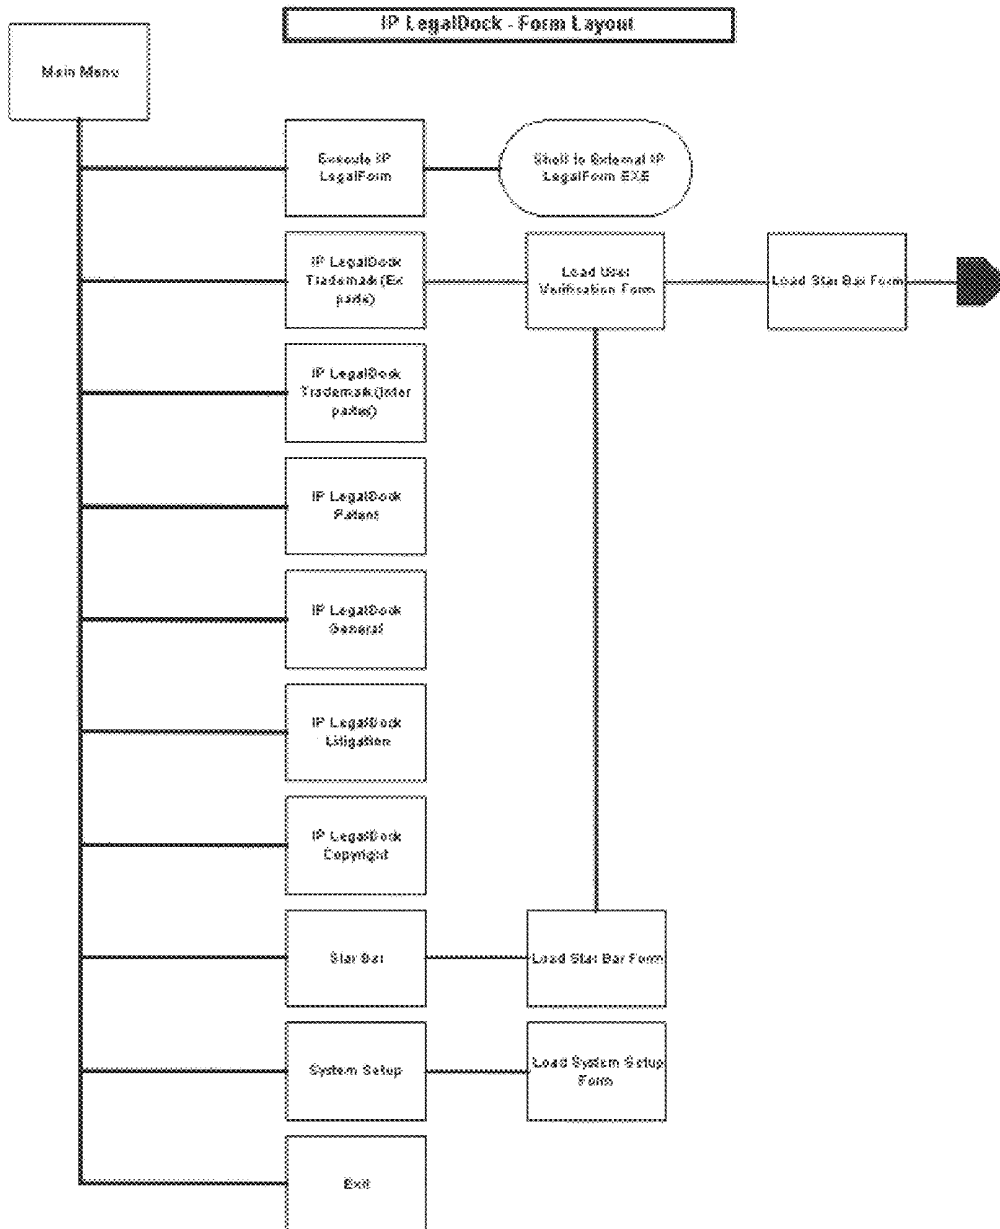 IP LegalDock - Form Layout
Main Menu
Execute IP
LegalForm
Shell to External IP
LegalForm EXE
IP LegalDock
Trademark(Ex
parte)
Load User
Verification Form
Load Star Bar Form
IP LegalDock
Trademark(Inter
partes)
IP LegalDock
Patent
IP LegalDock
General
IP LegalDock
Litigation
IP LegalDock
Copyright
Star Bar
Load Star Bar Form
System Setup
Load System Setup
Form
Exit